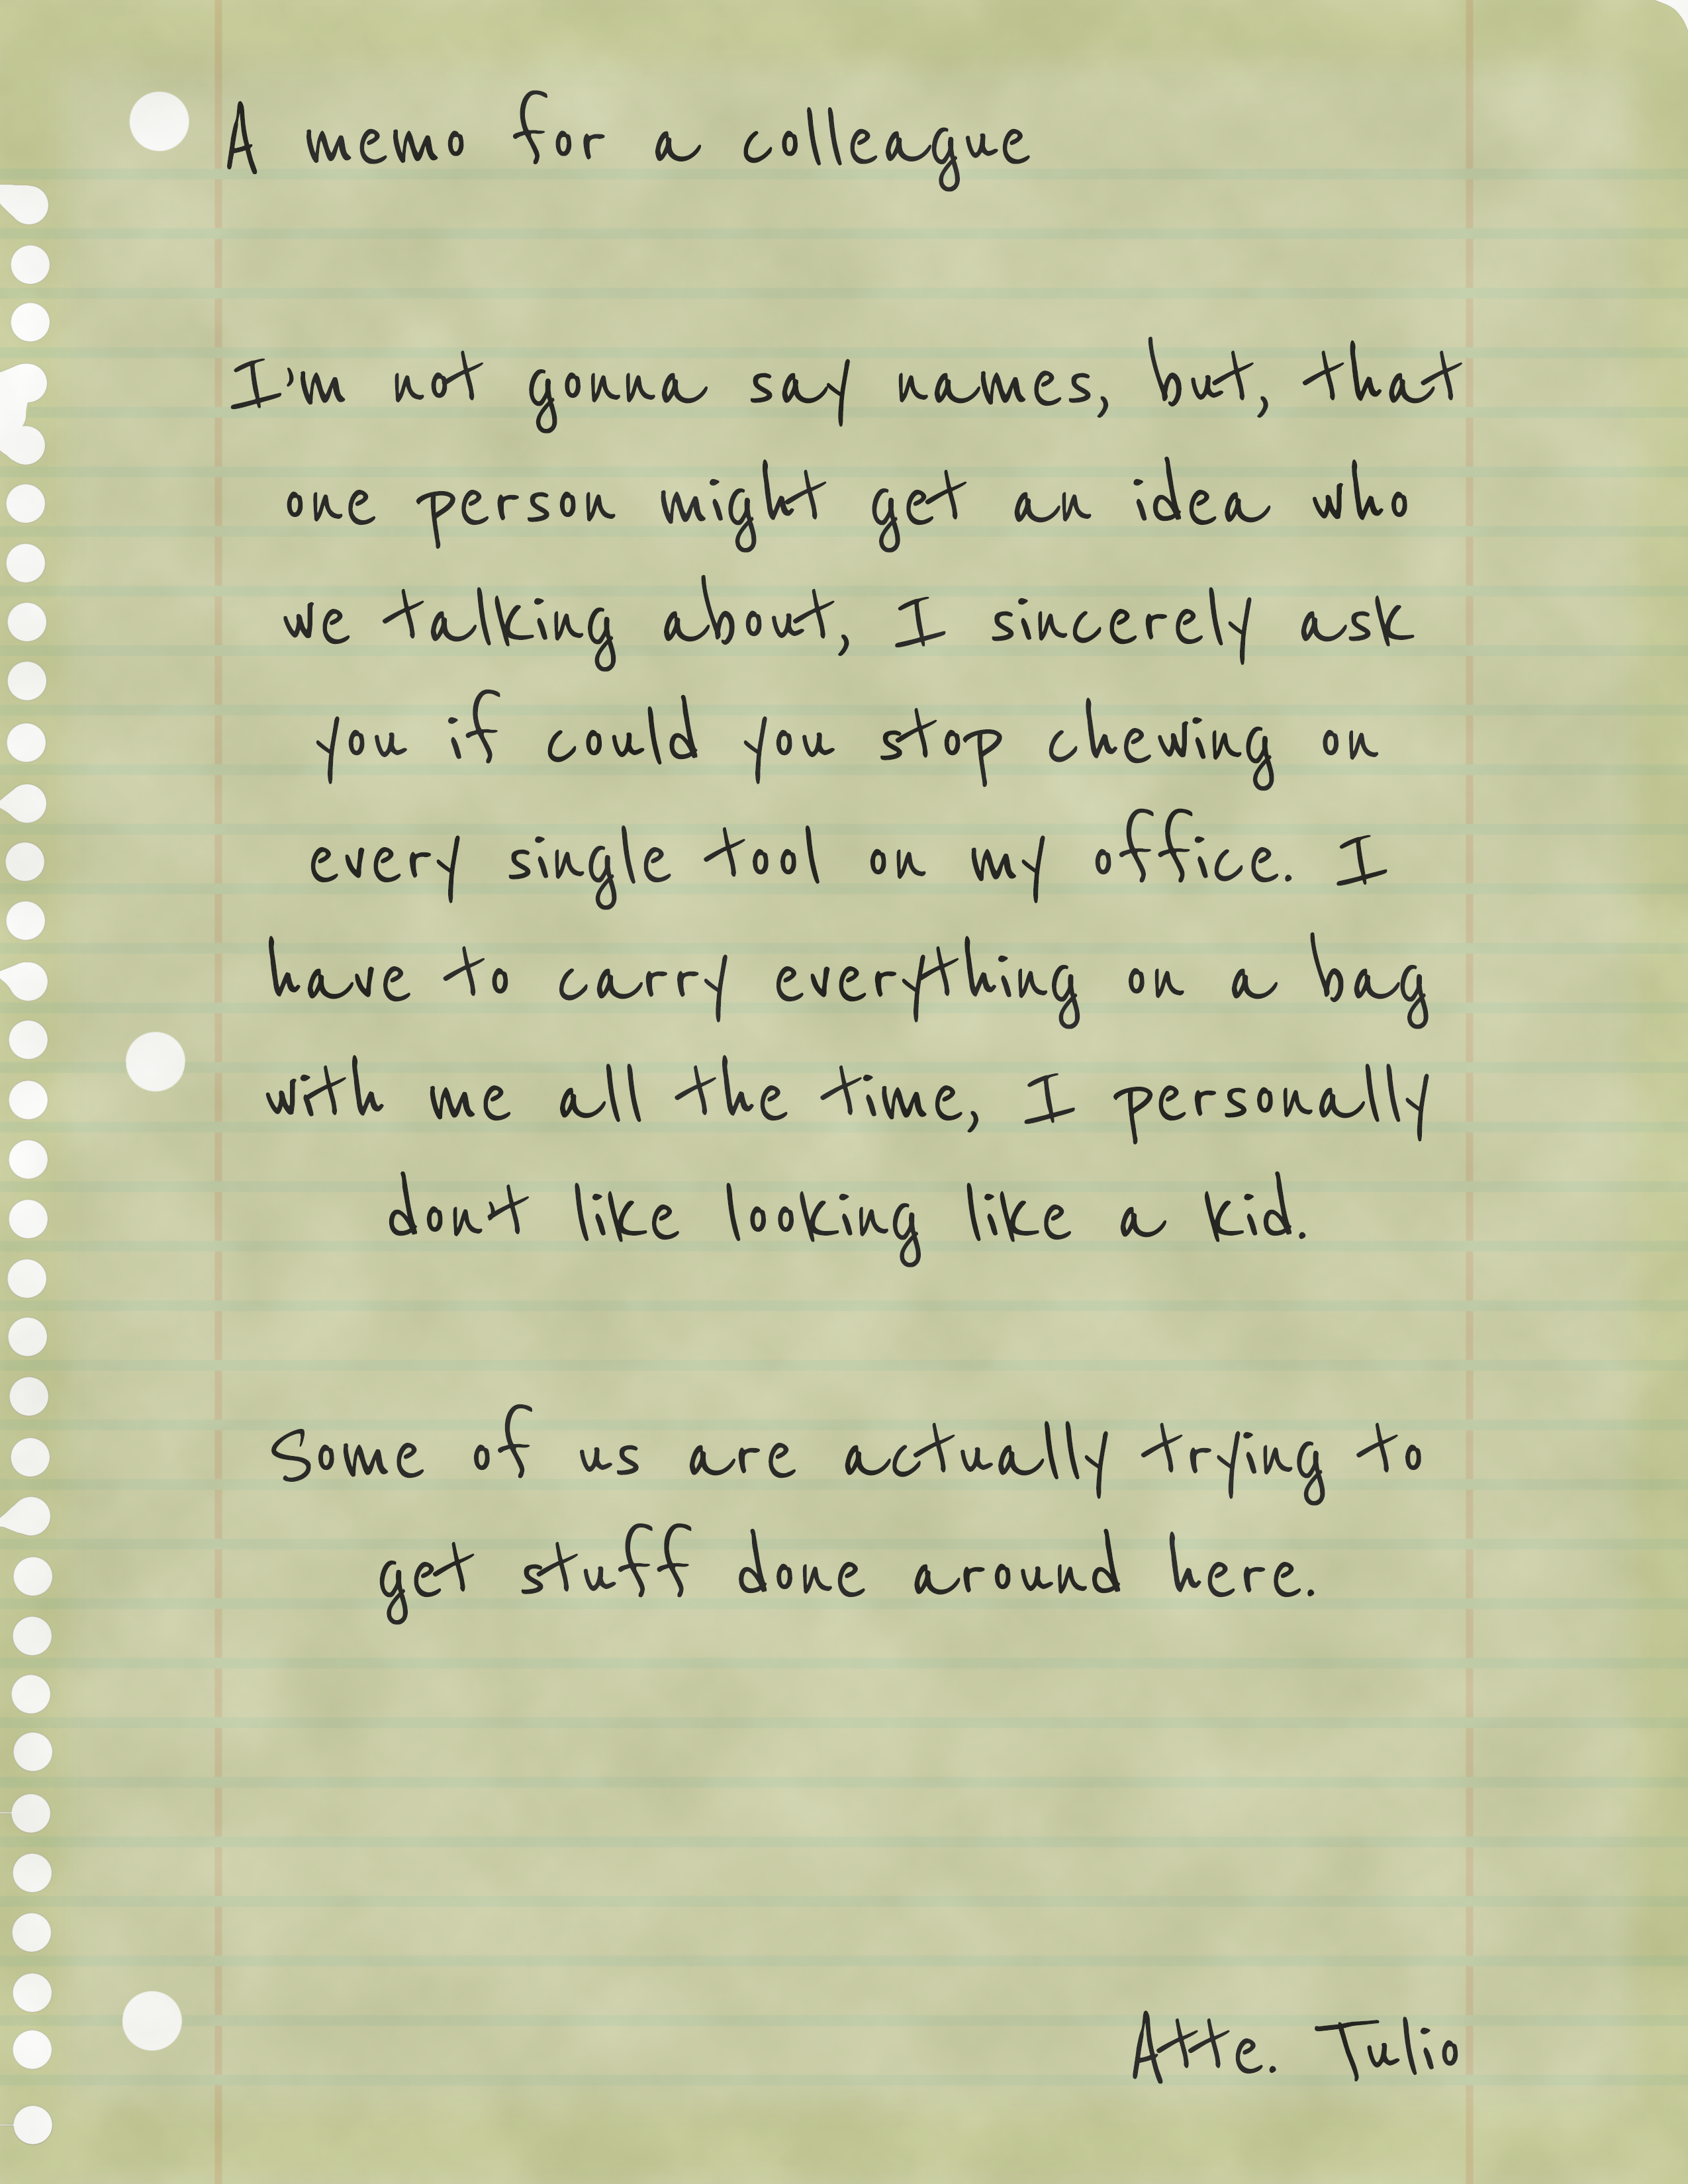 A memo for a colleague
I'm not gonna say names, but, that
one person might get an idea who
we talking about, I sincerely ask
you if could you stop chewing on
every single tool on my office. I
have to carry everything on a bag
with me all the time, I personally
don't like looking like a kid.
Some of us are actually trying to
get stuff done around here.
Atte. Tulio